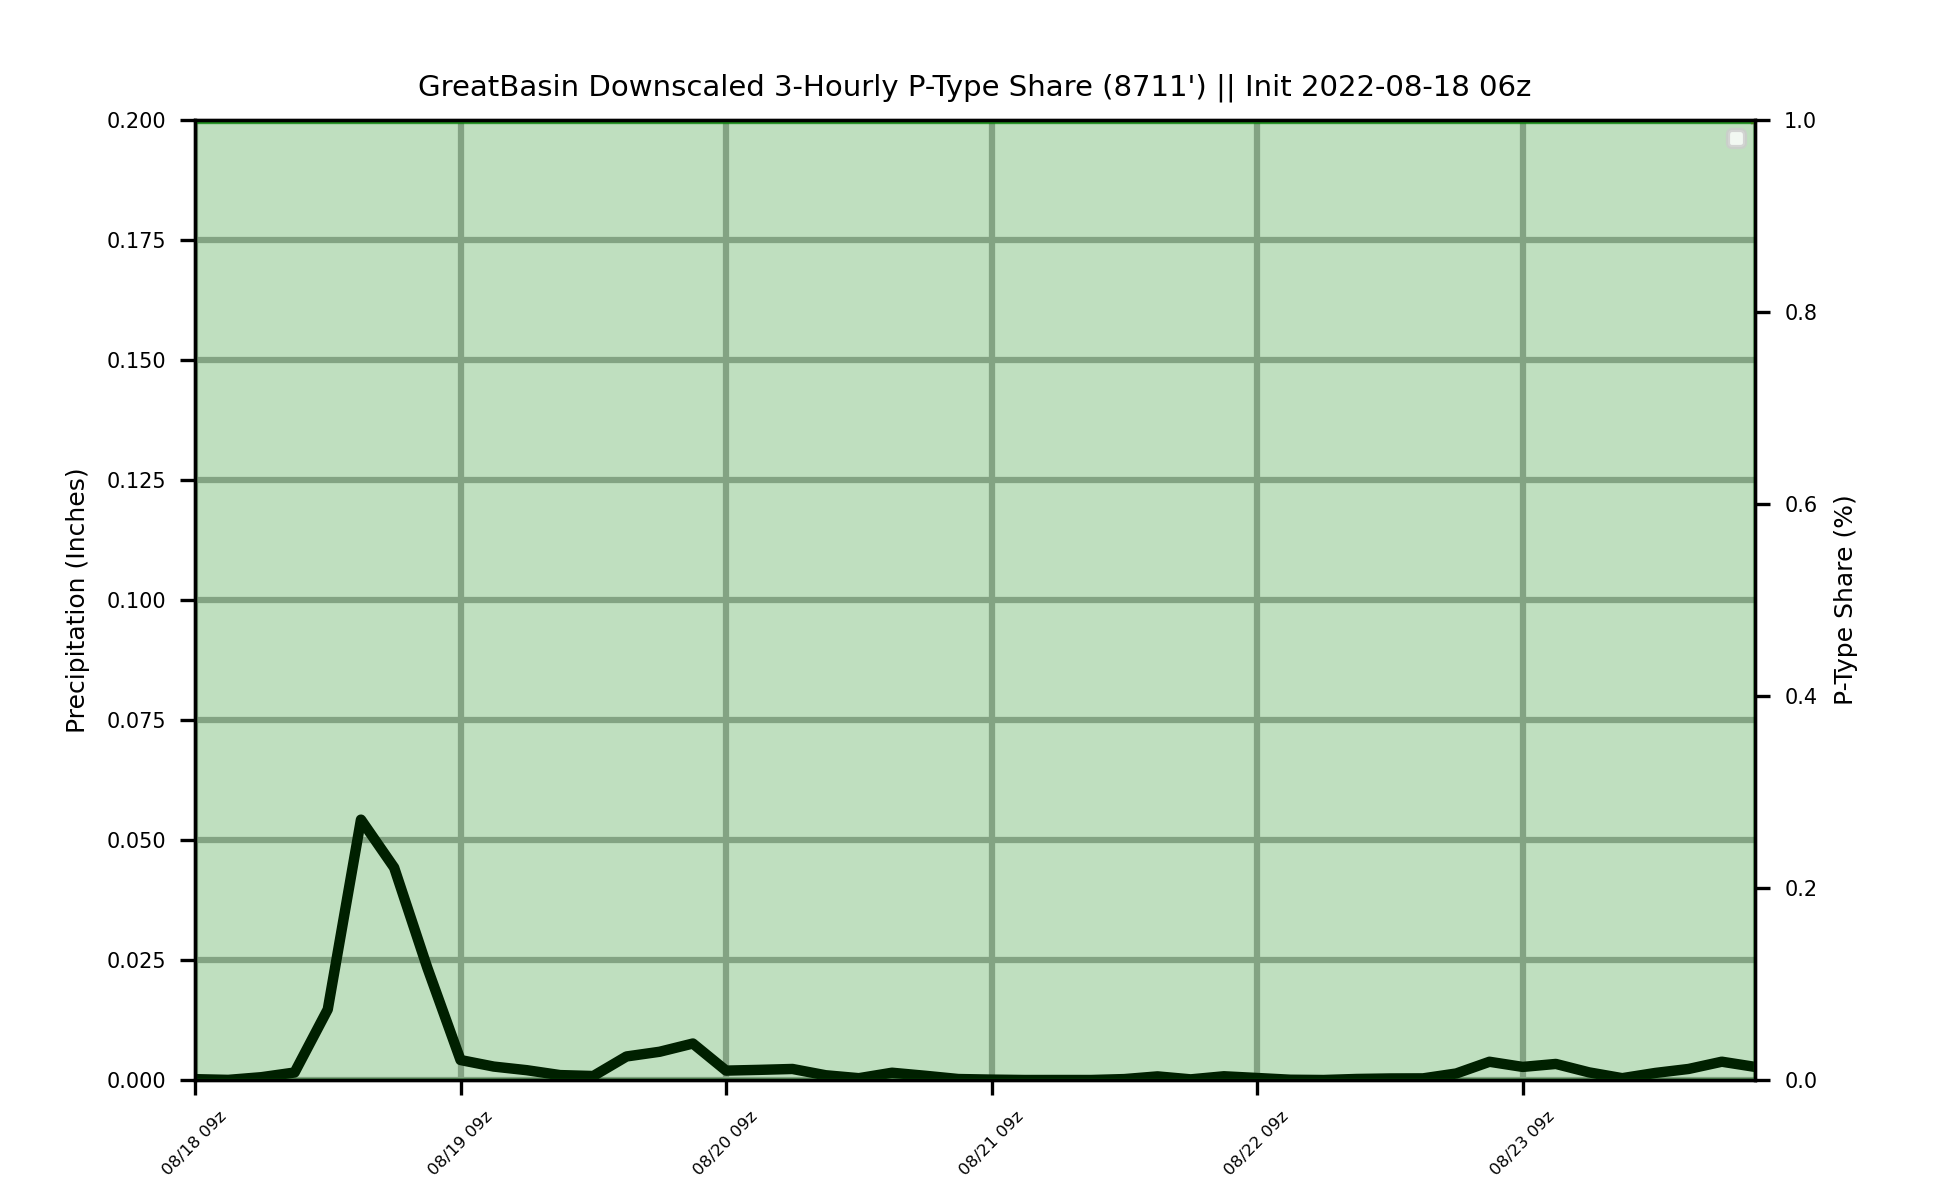 GreatBasin Downscaled 3-Hourly P-Type Share (8711') || Init 2022-08-18 06z
Precipitation (Inches)
0.200
0.175
0.150
0.125
0.100
0.075
0.050
0.025
0.000
1.0
0.8
0.6
0.4
0.2
0.0
P-Type Share (%)
08/18 09z
08/19 09z
08/20 09z
08/21 09z
08/22 09z
08/23 09z